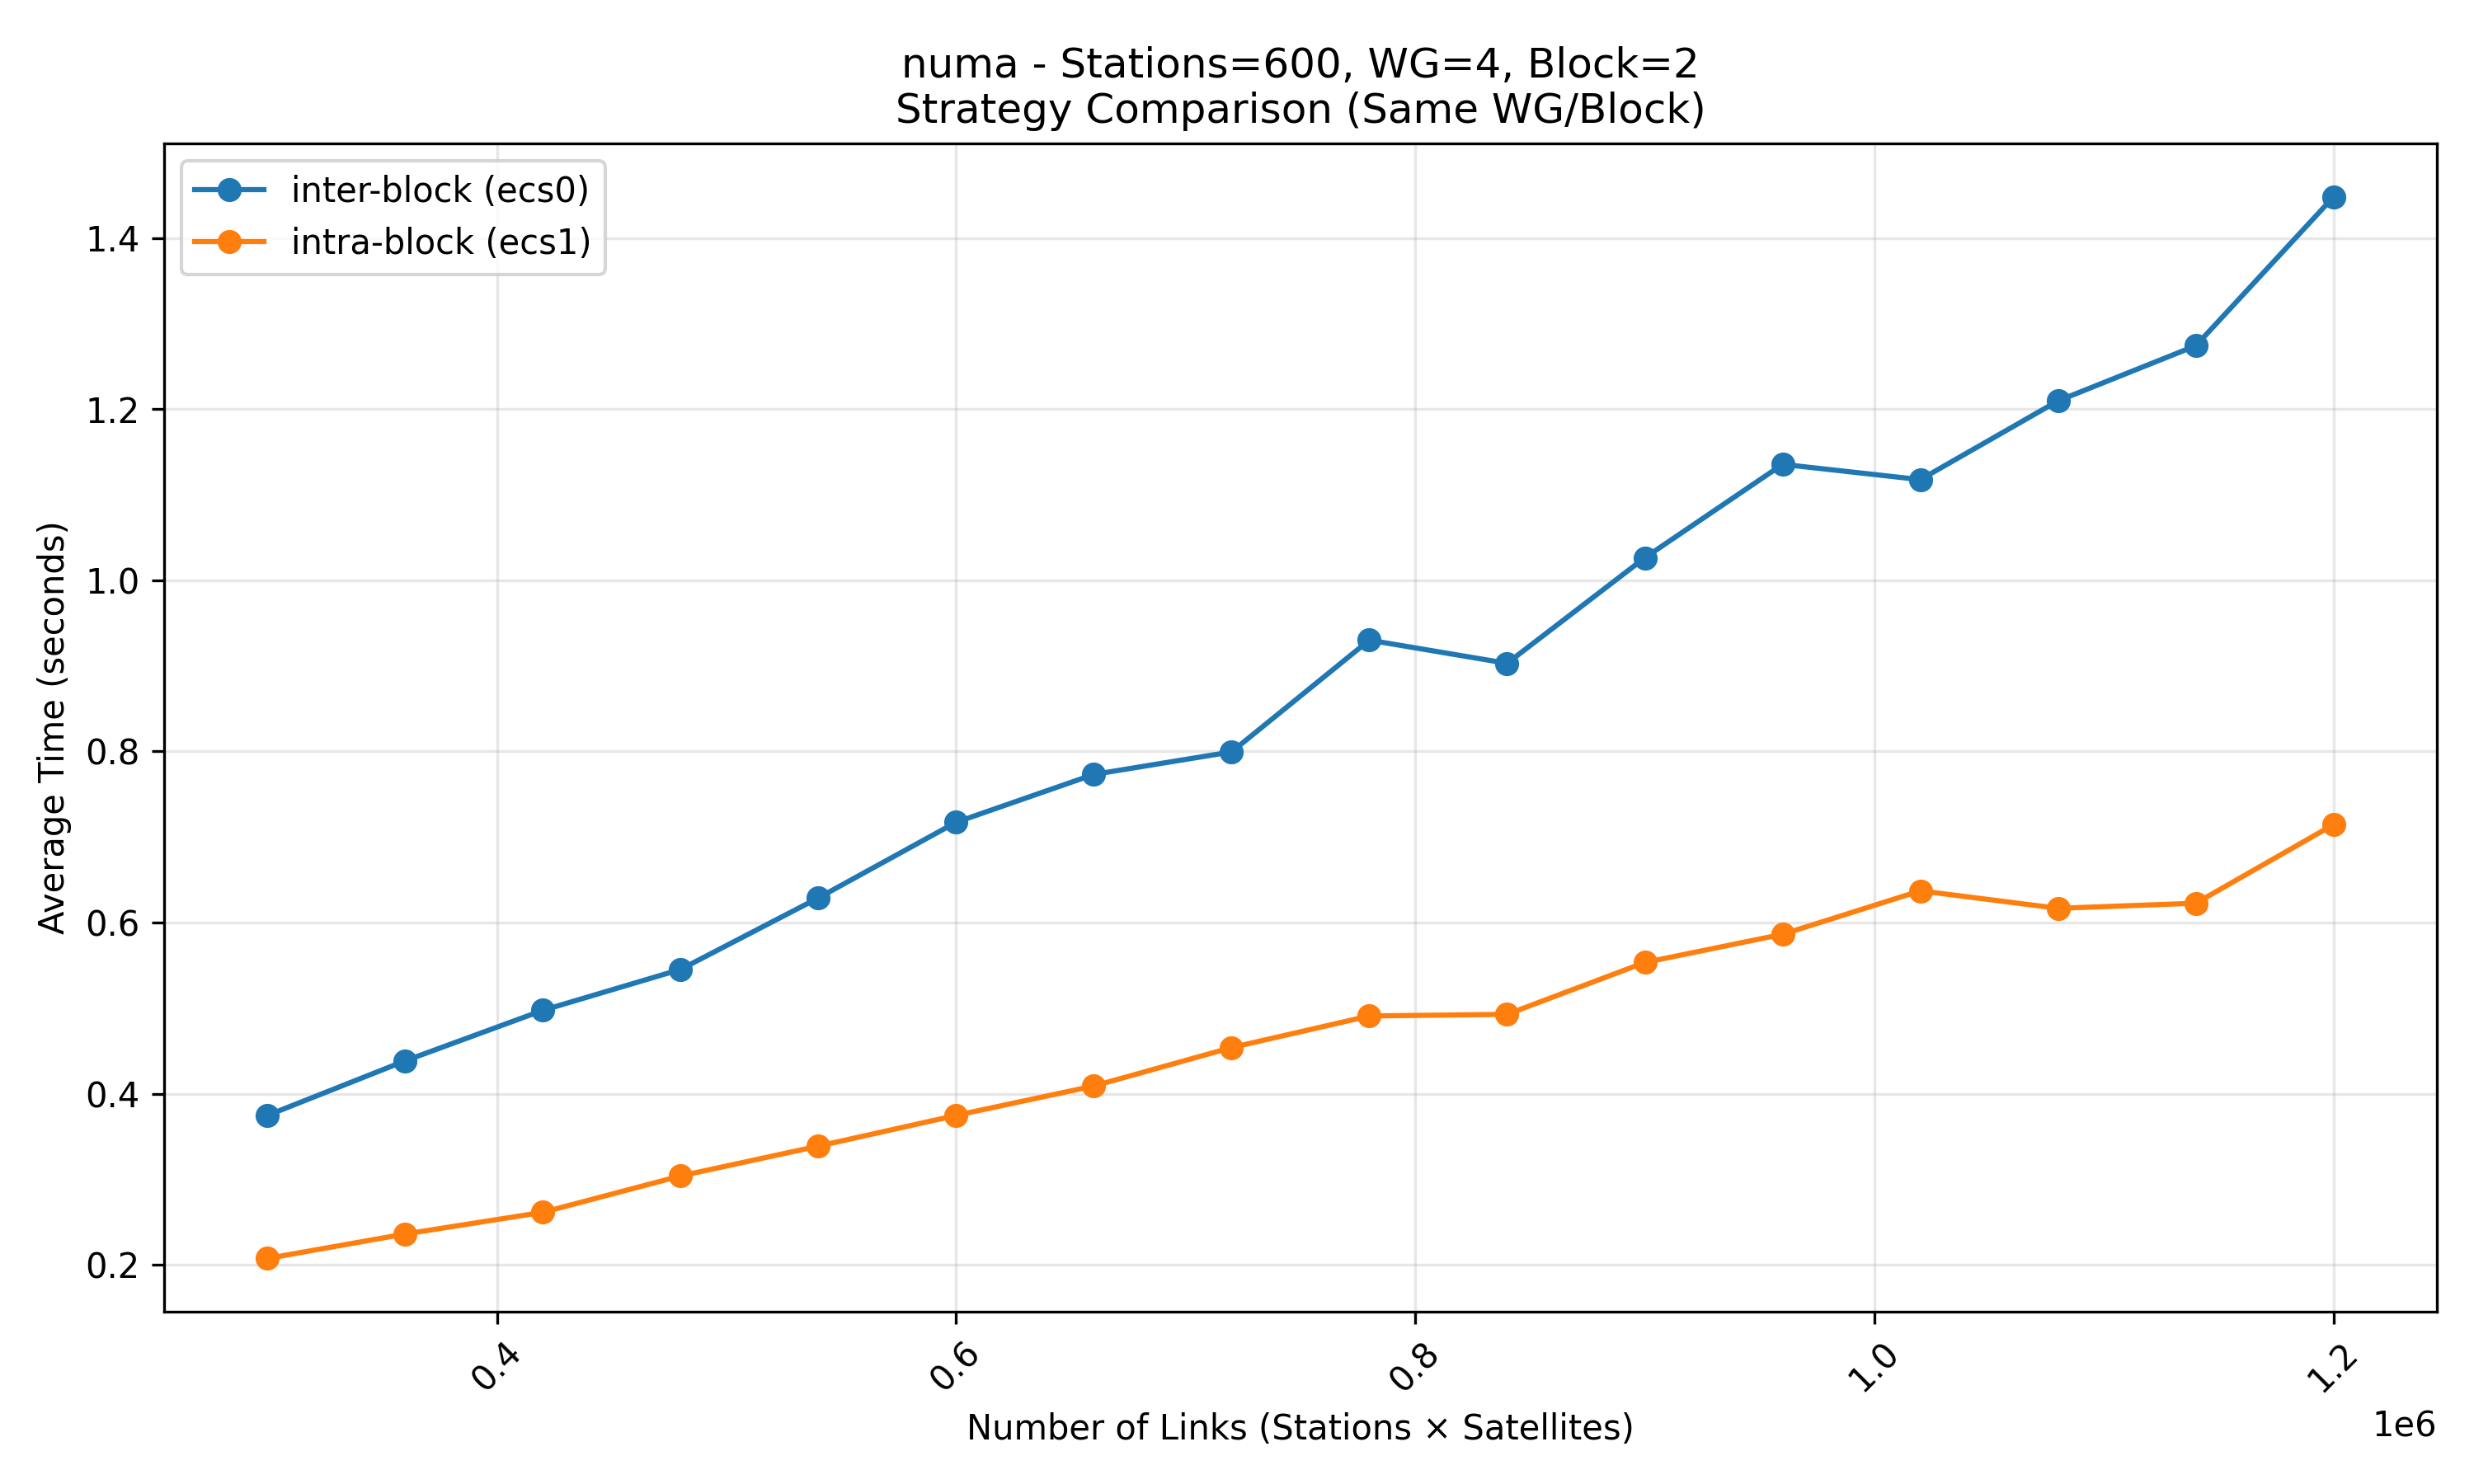 numa - Stations=600, WG=4, Block=2
Strategy Comparison (Same WG/Block)
inter-block (ecs0)
intra-block (ecs1)
Average Time (seconds)
1.4
1.2
1.0
0.8
0.6
0.4
0.2
0.4
0.6
0.8
1.0
1.2
1e6
Number of Links (Stations × Satellites)